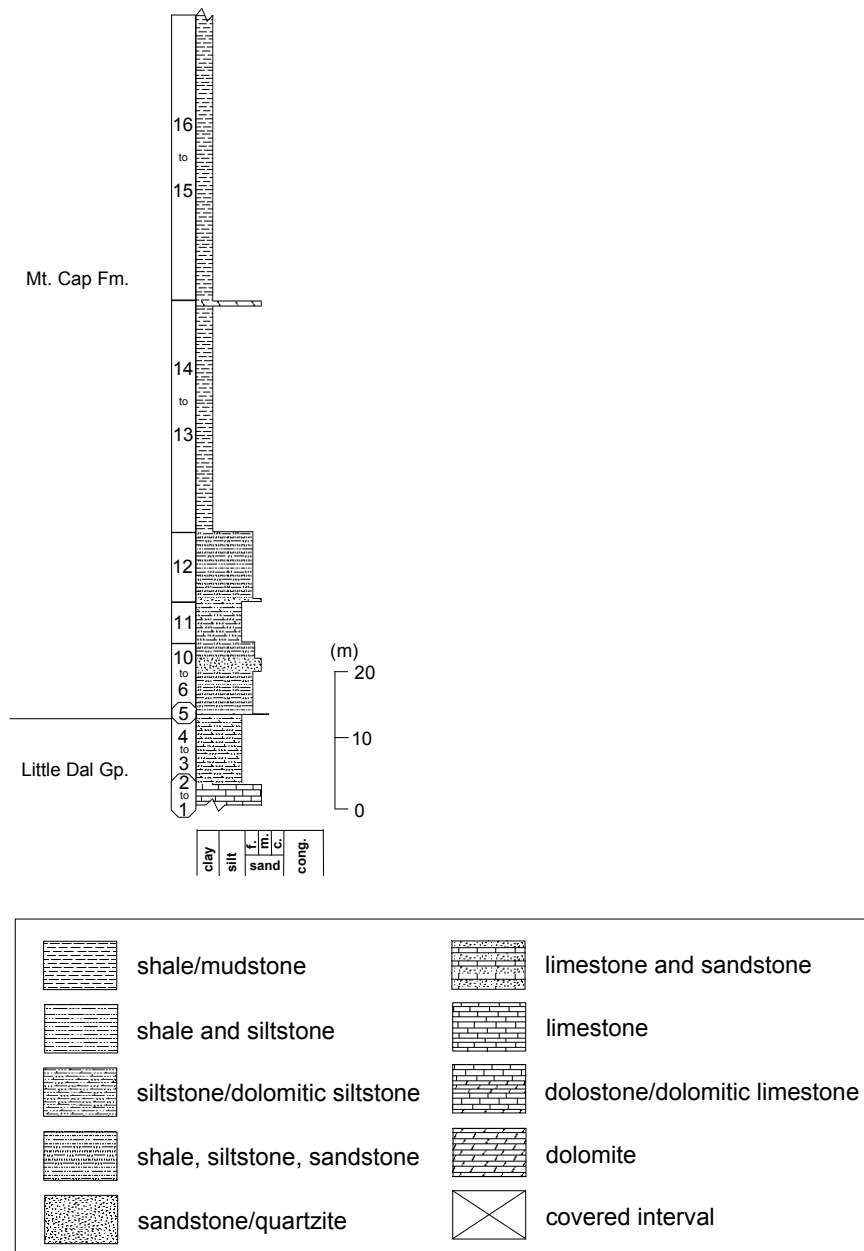 16
to
15
Mt. Cap Fm.
14
to
13
12
11
10
to
6
5
4
to
3
2
to
1
Little Dal Gp.
(m)
20
10
0
clay
silt
f.
m.
c.
sand
cong.
shale/mudstone
shale and siltstone
siltstone/dolomitic siltstone
shale, siltstone, sandstone
sandstone/quartzite
limestone and sandstone
limestone
dolostone/dolomitic limestone
dolomite
covered interval